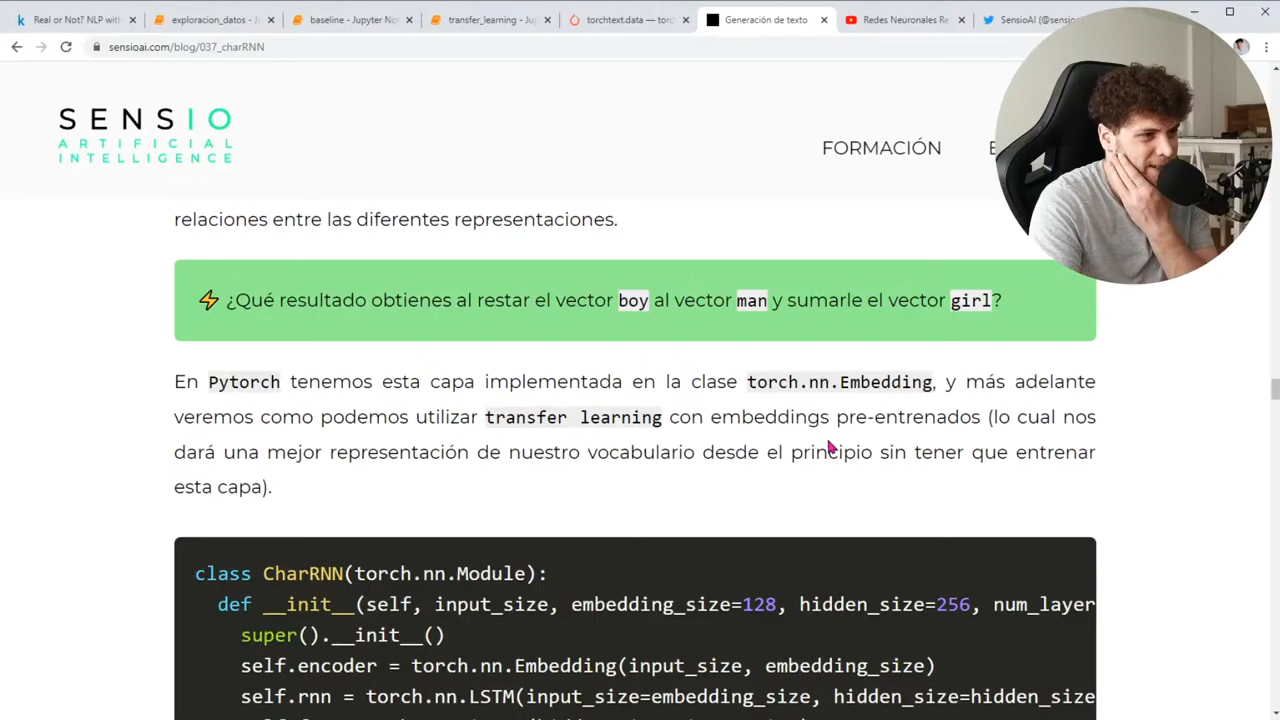 Real or Not? NLP with
exploracion_datos - J
baseline - Jupyter No
transfer_learning - Ju
torchtext.data — torc
Generación de texto
Redes Neuronales Re
SensioAI (@sensio
sensioai.com/blog/037_charRNN
SENSIO
ARTIFICIAL
INTELLIGENCE
FORMACIÓN
relaciones entre las diferentes representaciones.
⚡ ¿Qué resultado obtienes al restar el vector boy al vector man y sumarle el vector girl?
En Pytorch tenemos esta capa implementada en la clase torch.nn.Embedding, y más adelante
veremos como podemos utilizar transfer learning con embeddings pre-entrenados (lo cual nos
dará una mejor representación de nuestro vocabulario desde el principio sin tener que entrenar
esta capa).
class CharRNN(torch.nn.Module):
def __init__(self, input_size, embedding_size=128, hidden_size=256, num_layer
super().__init__()
self.encoder = torch.nn.Embedding(input_size, embedding_size)
self.rnn = torch.nn.LSTM(input_size=embedding_size, hidden_size=hidden_size